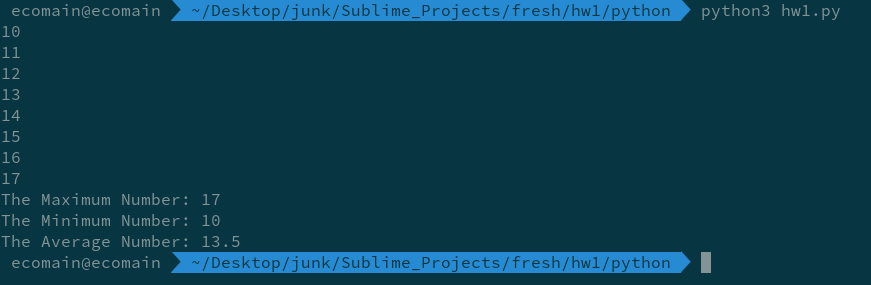 ecomain@ecomain ~/Desktop/junk/Sublime_Projects/fresh/hw1/python python3 hw1.py
10
11
12
13
14
15
16
17
The Maximum Number: 17
The Minimum Number: 10
The Average Number: 13.5
ecomain@ecomain ~/Desktop/junk/Sublime_Projects/fresh/hw1/python